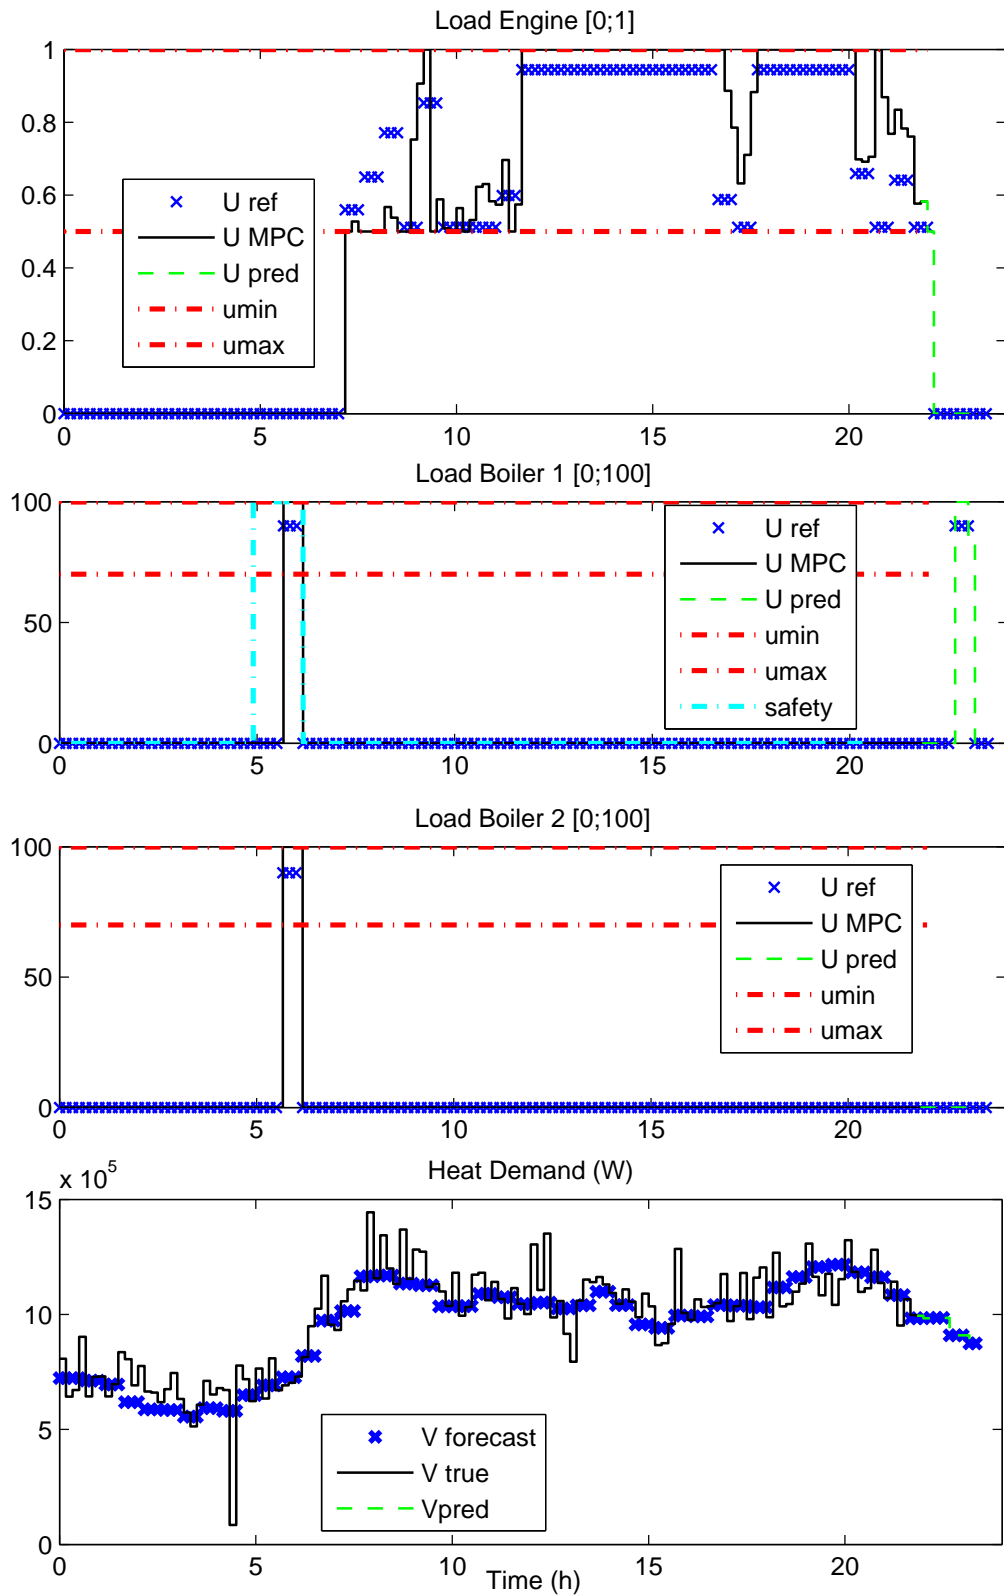 Load Engine [0;1]
1
0.8
0.6
0.4
0.2
0
U ref
U MPC
U pred
umin
umax
0 5 10 15 20
Load Boiler 1 [0;100]
100
50
0
U ref
U MPC
U pred
umin
umax
safety
0 5 10 15 20
Load Boiler 2 [0;100]
100
50
0
U ref
U MPC
U pred
umin
umax
0 5 10 15 20
x 10^5
Heat Demand (W)
15
10
5
0
V forecast
V true
Vpred
0 5 10 15 20
Time (h)